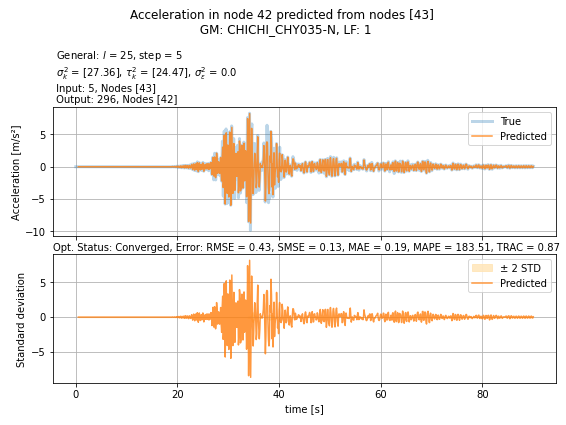 Acceleration in node 42 predicted from nodes [43]
GM: CHICHI_CHY035-N, LF: 1
General: l = 25, step = 5
σ²_k = [27.36], τ²_k = [24.47], σ²_ε = 0.0
Input: 5, Nodes [43]
Output: 296, Nodes [42]
True
Predicted
Acceleration [m/s²]
5
0
−5
−10
Opt. Status: Converged, Error: RMSE = 0.43, SMSE = 0.13, MAE = 0.19, MAPE = 183.51, TRAC = 0.87
± 2 STD
Predicted
Standard deviation
5
0
−5
0 20 40 60 80
time [s]